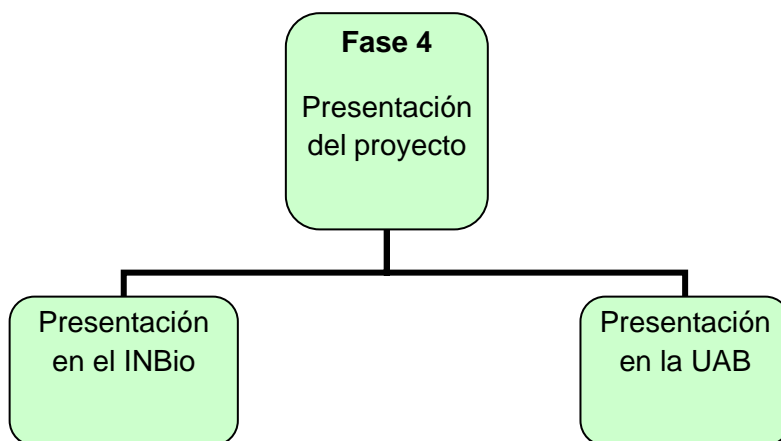 Fase 4
Presentación
del proyecto
Presentación
en el INBio
Presentación
en la UAB